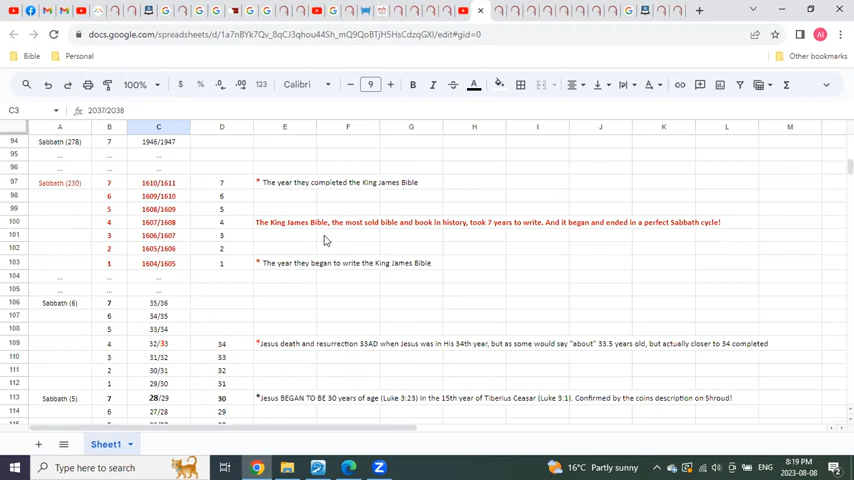 docs.google.com/spreadsheets/d/1a7nBYk7Qv_8qCJ3qhou44Sh_mQ9oBTjH5HsCdzqGXI/edit#gid=0
AI
Bible Personal Other bookmarks
100% $ % .0 .00 123 Calibri 9 B I A
C3 2037/2038
A B C D E F G H I J K L M
94 Sabbath (278) 7 1946/1947
95 ... ... ...
96 ... ... ...
97 Sabbath (230) 7 1610/1611 7 * The year they completed the King James Bible
98 6 1609/1610 6
99 5 1608/1609 5
100 4 1607/1608 4 The King James Bible, the most sold bible and book in history, took 7 years to write. And it began and ended in a perfect Sabbath cycle!
101 3 1606/1607 3
102 2 1605/1606 2
103 1 1604/1605 1 * The year they began to write the King James Bible
104 ... ... ...
105 ... ... ...
106 Sabbath (6) 7 35/36
107 6 34/35
108 5 33/34
109 4 32/33 34 *Jesus death and resurrection 33AD when Jesus was in His 34th year, but as some would say "about" 33.5 years old, but actually closer to 34 completed
110 3 31/32 33
111 2 30/31 32
112 1 29/30 31
113 Sabbath (5) 7 28/29 30 *Jesus BEGAN TO BE 30 years of age (Luke 3:23) In the 15th year of Tiberius Ceasar (Luke 3:1). Confirmed by the coins description on Shroud!
114 6 27/28 29
Sheet1
Type here to search
16°C Partly sunny
ENG
8:19 PM
2023-08-08